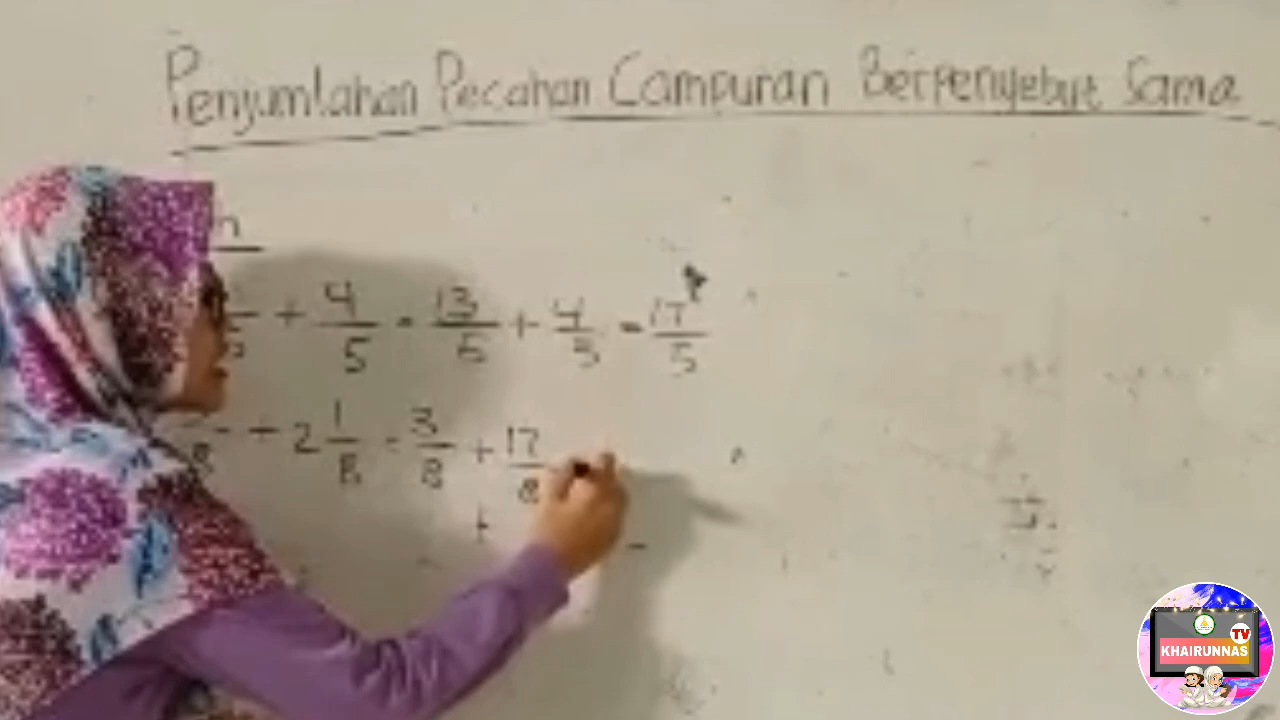 Penjumlahan Pecahan Campuran Berpenyebut Sama
n
+ 4/5 = 13/5 + 4/5 = 17/5
8 + 2 1/8 = 3/8 + 17/8
+
TV
KHAIRUNNAS